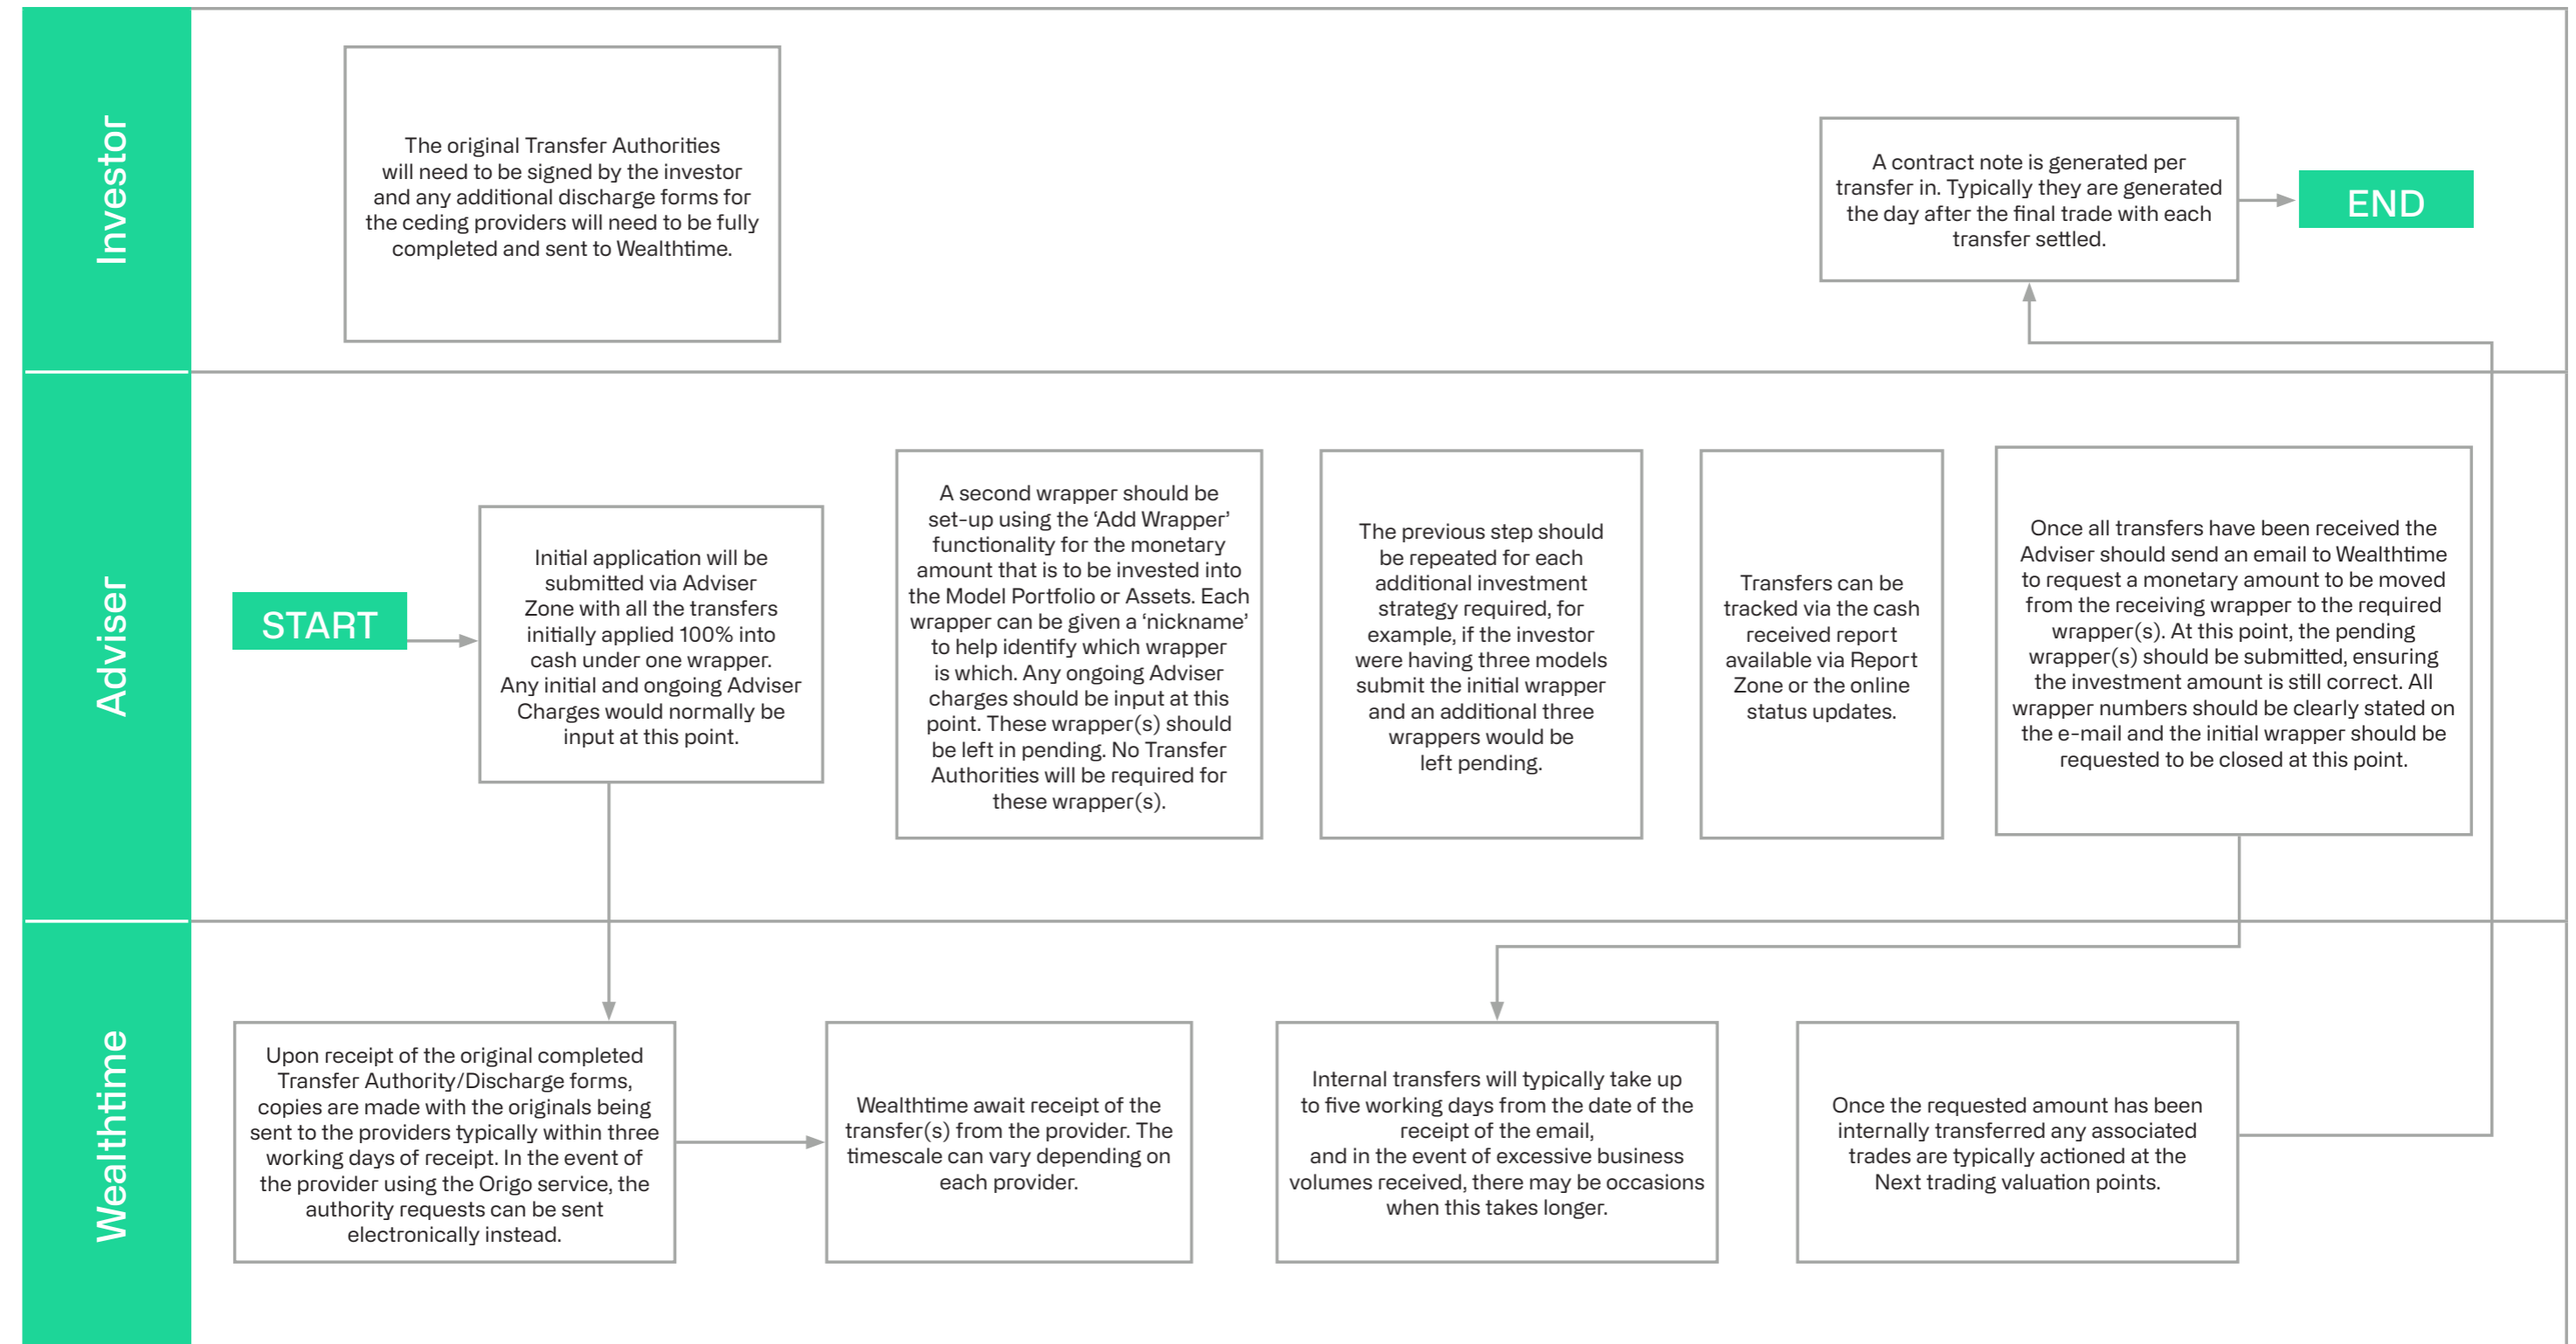 Investor
The original Transfer Authorities
will need to be signed by the investor
and any additional discharge forms for
the ceding providers will need to be fully
completed and sent to Wealthtime.
A contract note is generated per
transfer in. Typically they are generated
the day after the final trade with each
transfer settled.
END
Adviser
START
Initial application will be
submitted via Adviser
Zone with all the transfers
initially applied 100% into
cash under one wrapper.
Any initial and ongoing Adviser
Charges would normally be
input at this point.
A second wrapper should be
set-up using the ‘Add Wrapper’
functionality for the monetary
amount that is to be invested into
the Model Portfolio or Assets. Each
wrapper can be given a ‘nickname’
to help identify which wrapper
is which. Any ongoing Adviser
charges should be input at this
point. These wrapper(s) should
be left in pending. No Transfer
Authorities will be required for
these wrapper(s).
The previous step should
be repeated for each
additional investment
strategy required, for
example, if the investor
were having three models
submit the initial wrapper
and an additional three
wrappers would be
left pending.
Transfers can be
tracked via the cash
received report
available via Report
Zone or the online
status updates.
Once all transfers have been received the
Adviser should send an email to Wealthtime
to request a monetary amount to be moved
from the receiving wrapper to the required
wrapper(s). At this point, the pending
wrapper(s) should be submitted, ensuring
the investment amount is still correct. All
wrapper numbers should be clearly stated on
the e-mail and the initial wrapper should be
requested to be closed at this point.
Wealthtime
Upon receipt of the original completed
Transfer Authority/Discharge forms,
copies are made with the originals being
sent to the providers typically within three
working days of receipt. In the event of
the provider using the Origo service, the
authority requests can be sent
electronically instead.
Wealthtime await receipt of the
transfer(s) from the provider. The
timescale can vary depending on
each provider.
Internal transfers will typically take up
to five working days from the date of the
receipt of the email,
and in the event of excessive business
volumes received, there may be occasions
when this takes longer.
Once the requested amount has been
internally transferred any associated
trades are typically actioned at the
Next trading valuation points.